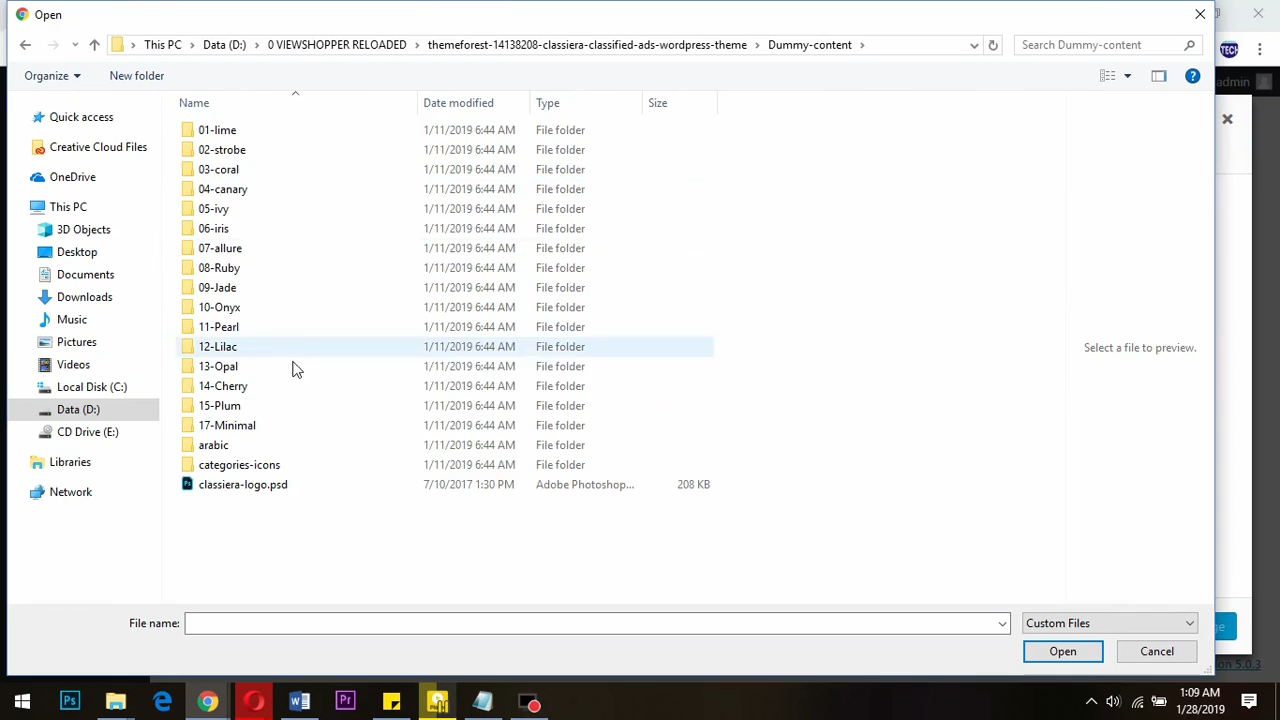 Open
This PC > Data (D:) > 0 VIEWSHOPPER RELOADED > themeforest-14138208-classiera-classified-ads-wordpress-theme > Dummy-content >
Search Dummy-content
TECH
Organize
New folder
admin
Name
Date modified
Type
Size
Quick access
Creative Cloud Files
OneDrive
This PC
3D Objects
Desktop
Documents
Downloads
Music
Pictures
Videos
Local Disk (C:)
Data (D:)
CD Drive (E:)
Libraries
Network
01-lime 1/11/2019 6:44 AM File folder
02-strobe 1/11/2019 6:44 AM File folder
03-coral 1/11/2019 6:44 AM File folder
04-canary 1/11/2019 6:44 AM File folder
05-ivy 1/11/2019 6:44 AM File folder
06-iris 1/11/2019 6:44 AM File folder
07-allure 1/11/2019 6:44 AM File folder
08-Ruby 1/11/2019 6:44 AM File folder
09-Jade 1/11/2019 6:44 AM File folder
10-Onyx 1/11/2019 6:44 AM File folder
11-Pearl 1/11/2019 6:44 AM File folder
12-Lilac 1/11/2019 6:44 AM File folder
13-Opal 1/11/2019 6:44 AM File folder
14-Cherry 1/11/2019 6:44 AM File folder
15-Plum 1/11/2019 6:44 AM File folder
17-Minimal 1/11/2019 6:44 AM File folder
arabic 1/11/2019 6:44 AM File folder
categories-icons 1/11/2019 6:44 AM File folder
classiera-logo.psd 7/10/2017 1:30 PM Adobe Photoshop... 208 KB
Select a file to preview.
File name:
Custom Files
Open
Cancel
ge
on 5.0.3
Ps
Pr
1:09 AM
1/28/2019